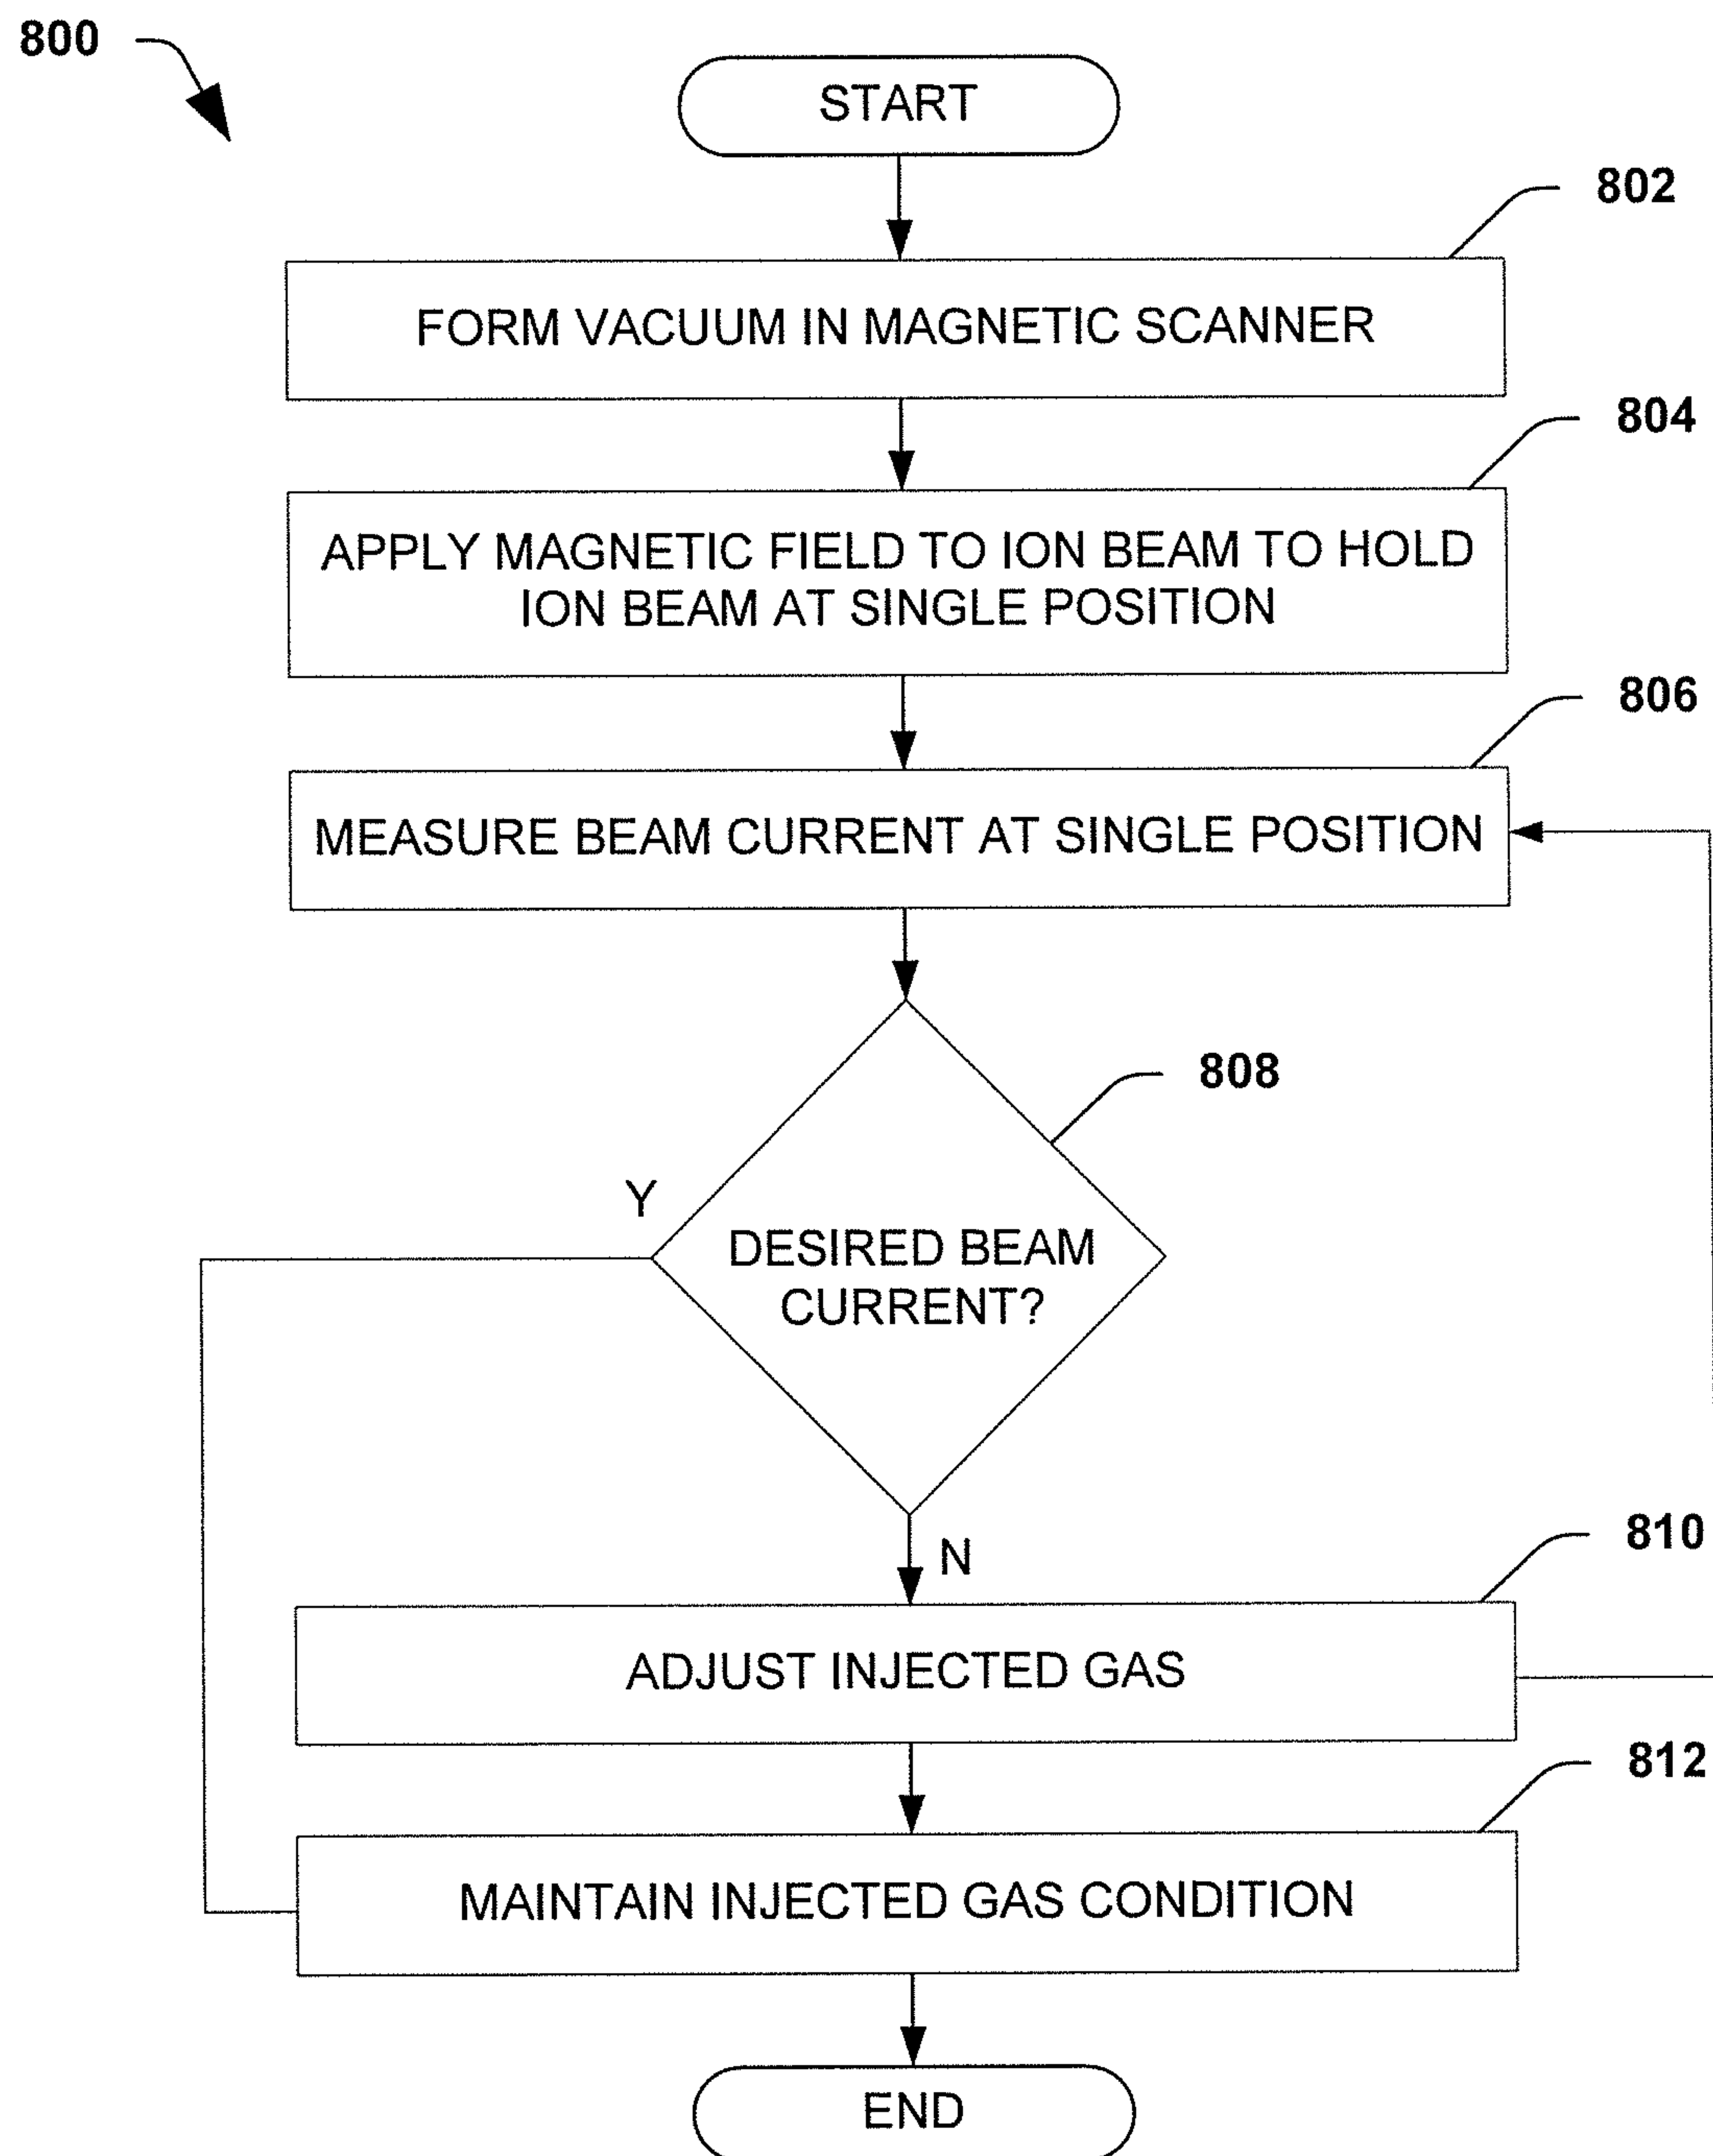 800
START
802
FORM VACUUM IN MAGNETIC SCANNER
804
APPLY MAGNETIC FIELD TO ION BEAM TO HOLD
ION BEAM AT SINGLE POSITION
806
MEASURE BEAM CURRENT AT SINGLE POSITION
808
Y
DESIRED BEAM
CURRENT?
N
810
ADJUST INJECTED GAS
812
MAINTAIN INJECTED GAS CONDITION
END